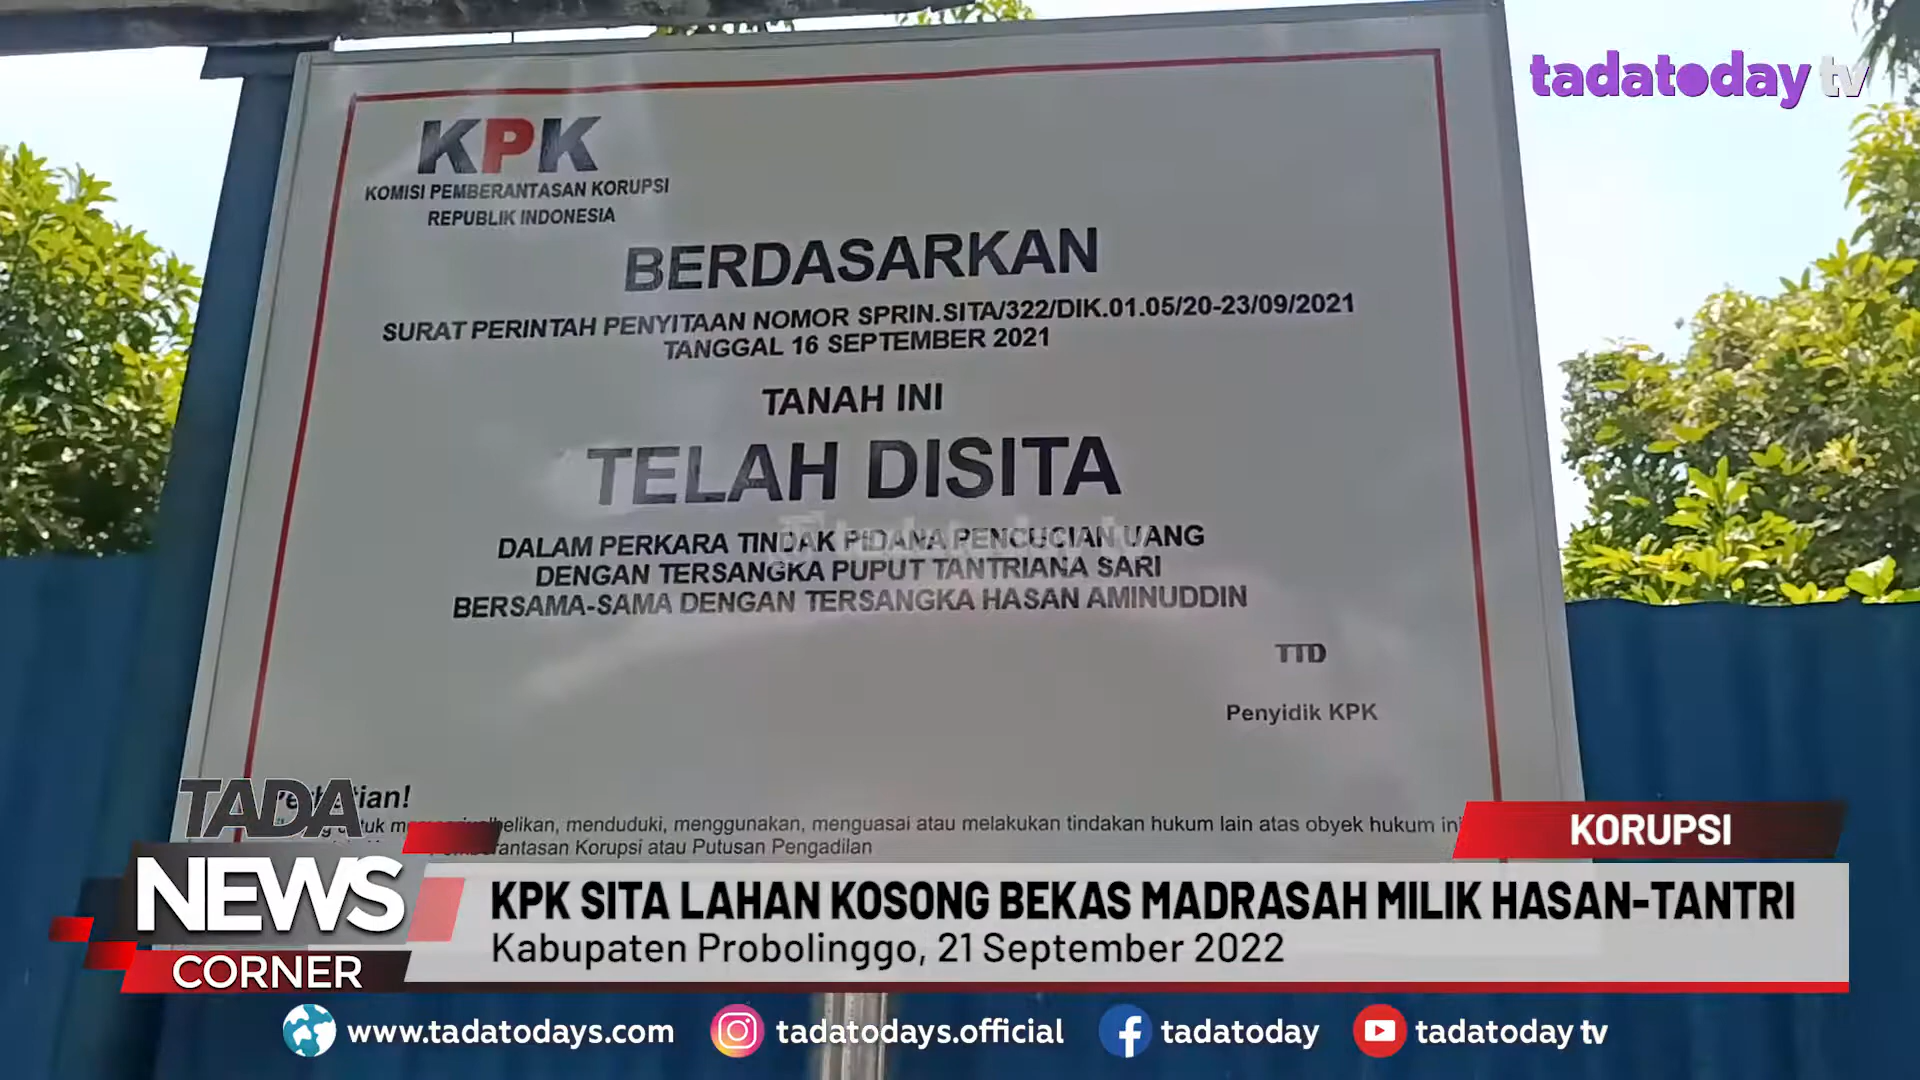 tadatoday tv
KPK
KOMISI PEMBERANTASAN KORUPSI
REPUBLIK INDONESIA
BERDASARKAN
SURAT PERINTAH PENYITAAN NOMOR SPRIN.SITA/322/DIK.01.05/20-23/09/2021
TANGGAL 16 SEPTEMBER 2021
TANAH INI
TELAH DISITA
DALAM PERKARA TINDAK PIDANA PENCUCIAN UANG
DENGAN TERSANGKA PUPUT TANTRIANA SARI
BERSAMA-SAMA DENGAN TERSANGKA HASAN AMINUDDIN
TTD
Penyidik KPK
menduduki, menggunakan, menguasai atau melakukan tindakan hukum lain atas obyek hukum ini
Korupsi atau Putusan Pengadilan
TADA
NEWS
CORNER
KORUPSI
KPK SITA LAHAN KOSONG BEKAS MADRASAH MILIK HASAN-TANTRI
Kabupaten Probolinggo, 21 September 2022
www.tadatodays.com tadatodays.official tadatoday tadatoday tv